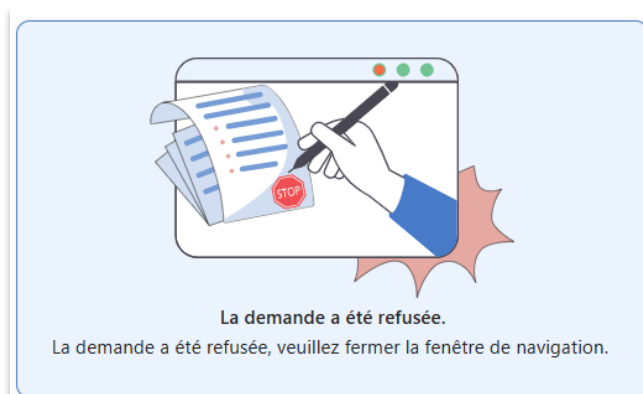 STOP
La demande a été refusée.
La demande a été refusée, veuillez fermer la fenêtre de navigation.